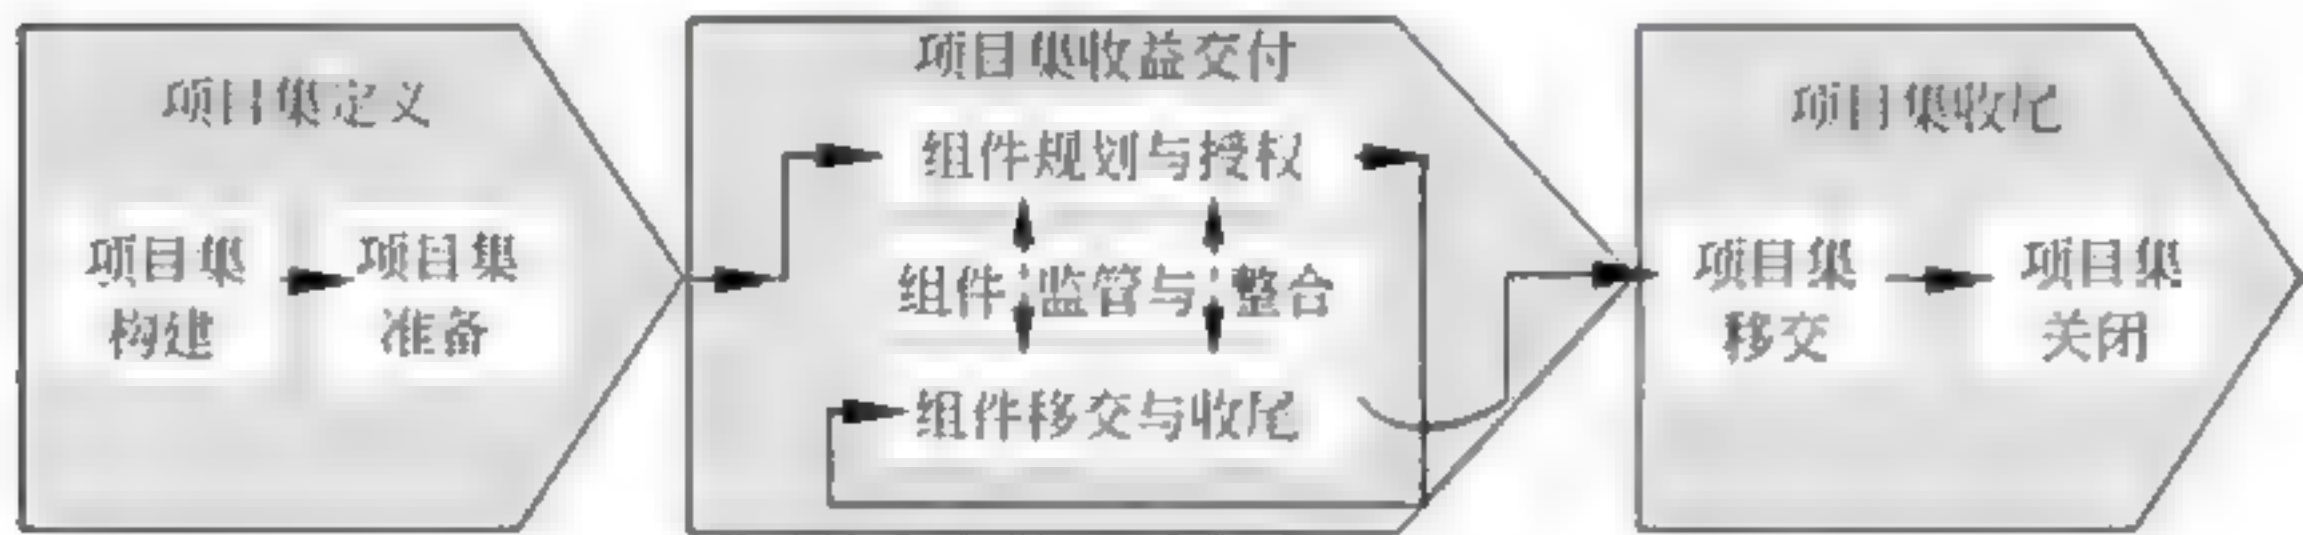 项目集定义
项目集
构建
项目集
准备
项目集收益交付
组件规划与授权
组件监管与整合
组件移交与收尾
项目集收尾
项目集
移交
项目集
关闭